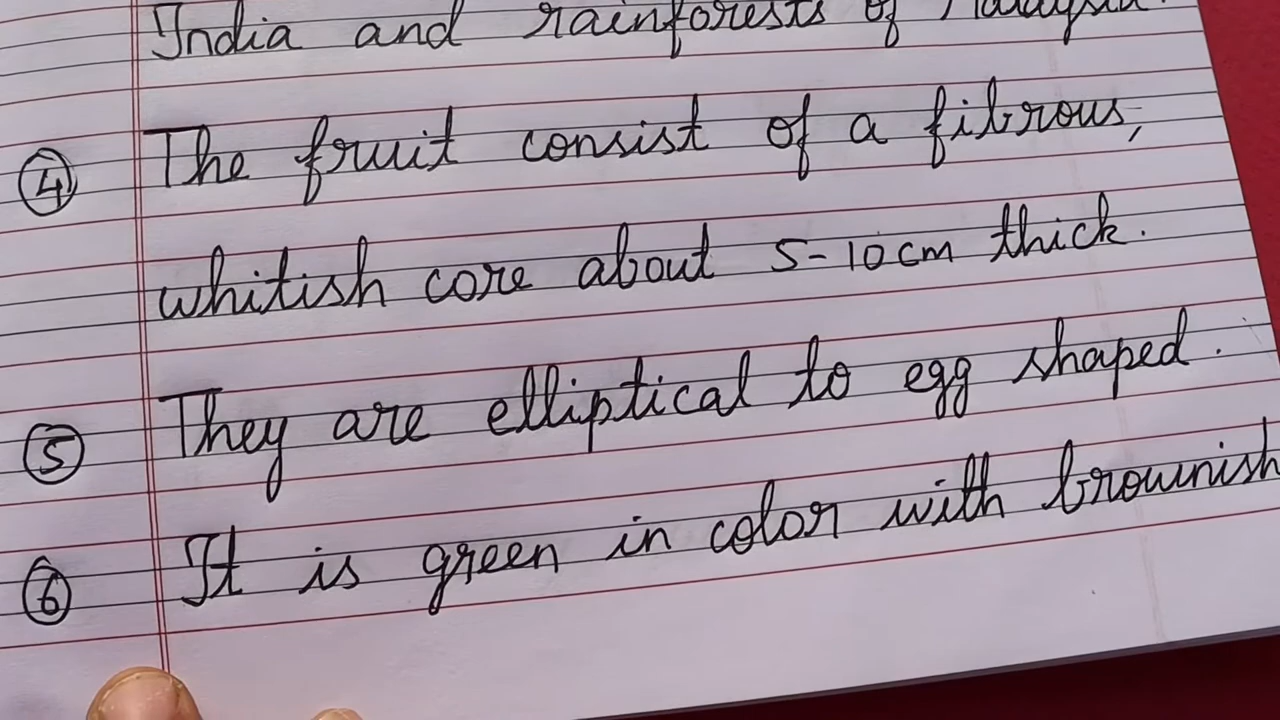 India and rainforests of Malaysia.
④ The fruit consist of a fibrous,
whitish core about 5-10cm thick.
⑤ They are elliptical to egg shaped.
⑥ It is green in color with brownish